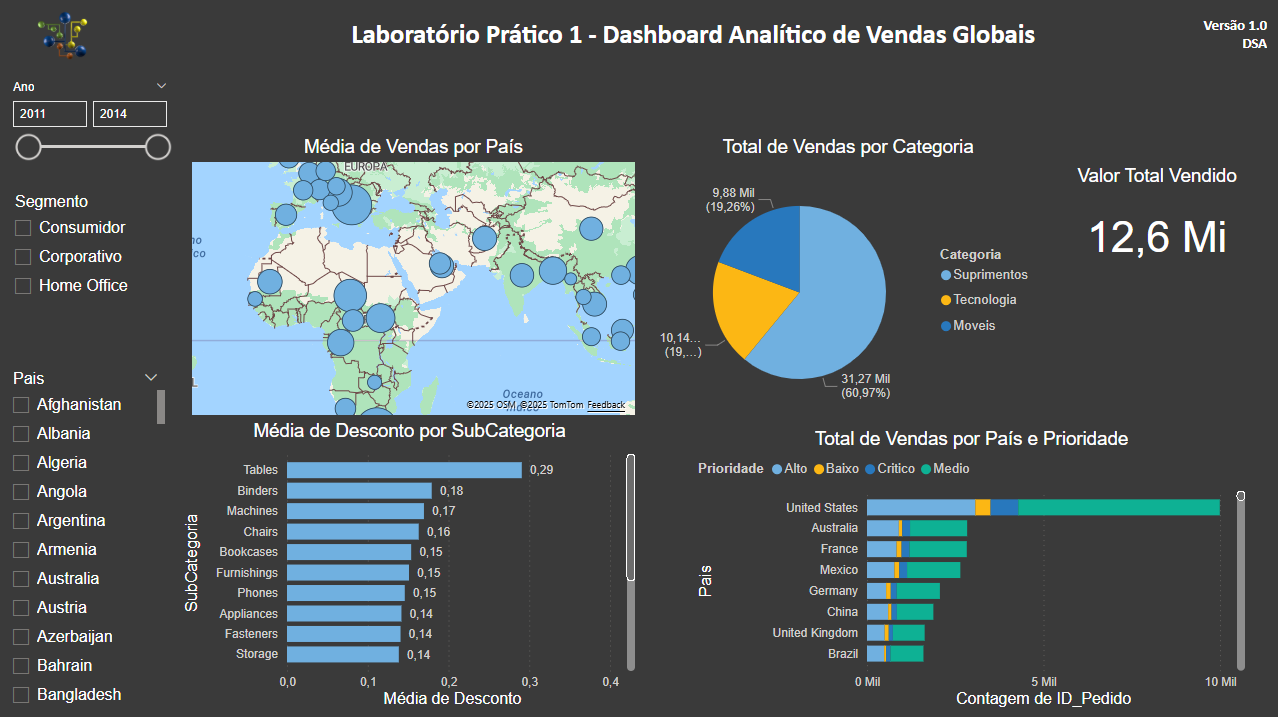 Laboratório Prático 1 - Dashboard Analítico de Vendas Globais
Versão 1.0
DSA
Ano
2011
2014
Segmento
Consumidor
Corporativo
Home Office
Pais
Afghanistan
Albania
Algeria
Angola
Argentina
Armenia
Australia
Austria
Azerbaijan
Bahrain
Bangladesh
Média de Vendas por País
EUROPA
no
co
Oceano
©2025 OSM ©2025 TomTom Feedback
Média de Desconto por SubCategoria
SubCategoria
Tables 0,29
Binders 0,18
Machines 0,17
Chairs 0,16
Bookcases 0,15
Furnishings 0,15
Phones 0,15
Appliances 0,14
Fasteners 0,14
Storage 0,14
0,0 0,1 0,2 0,3 0,4
Média de Desconto
Total de Vendas por Categoria
9,88 Mil
(19,26%)
10,14...
(19,...)
31,27 Mil
(60,97%)
Categoria
Suprimentos
Tecnologia
Moveis
Valor Total Vendido
12,6 Mi
Total de Vendas por País e Prioridade
Prioridade Alto Baixo Critico Medio
Pais
United States
Australia
France
Mexico
Germany
China
United Kingdom
Brazil
0 Mil 5 Mil 10 Mil
Contagem de ID_Pedido